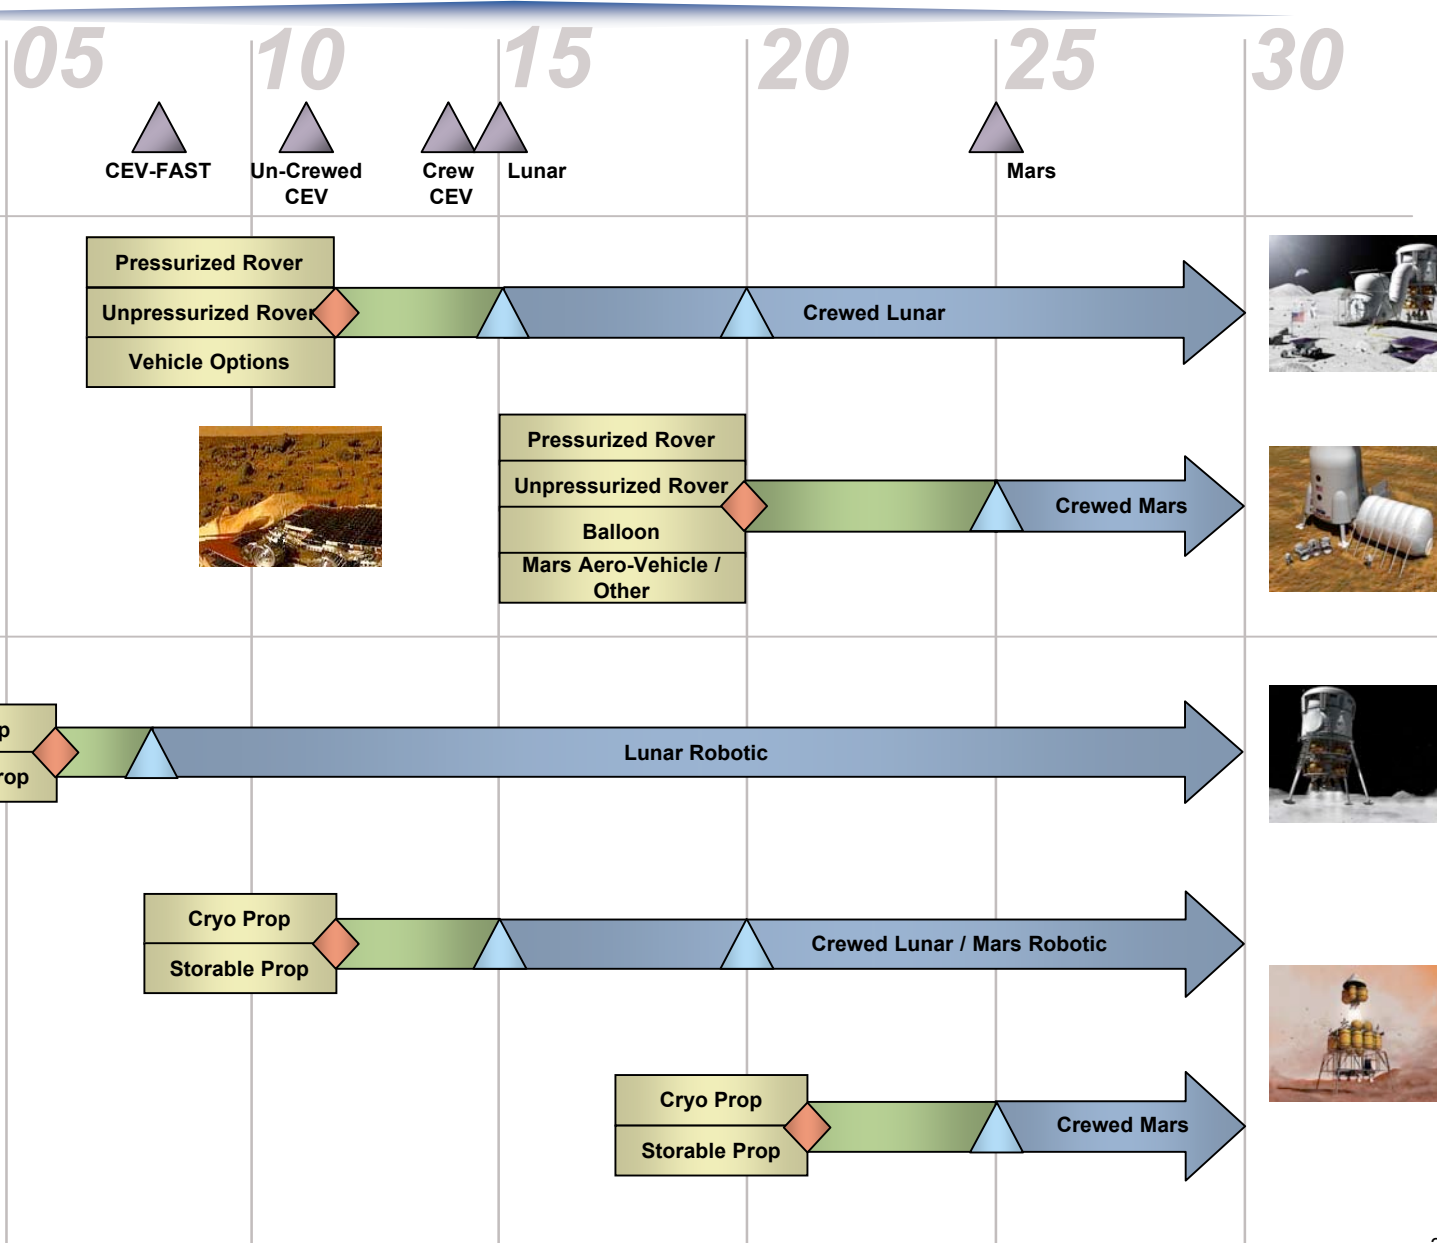 05 10 15 20 25 30
CEV-FAST
Un-Crewed
CEV
Crew
CEV
Lunar
Mars
Pressurized Rover
Unpressurized Rover
Vehicle Options
Crewed Lunar
Pressurized Rover
Unpressurized Rover
Balloon
Mars Aero-Vehicle /
Other
Crewed Mars
p
rop
Lunar Robotic
Cryo Prop
Storable Prop
Crewed Lunar / Mars Robotic
Cryo Prop
Storable Prop
Crewed Mars